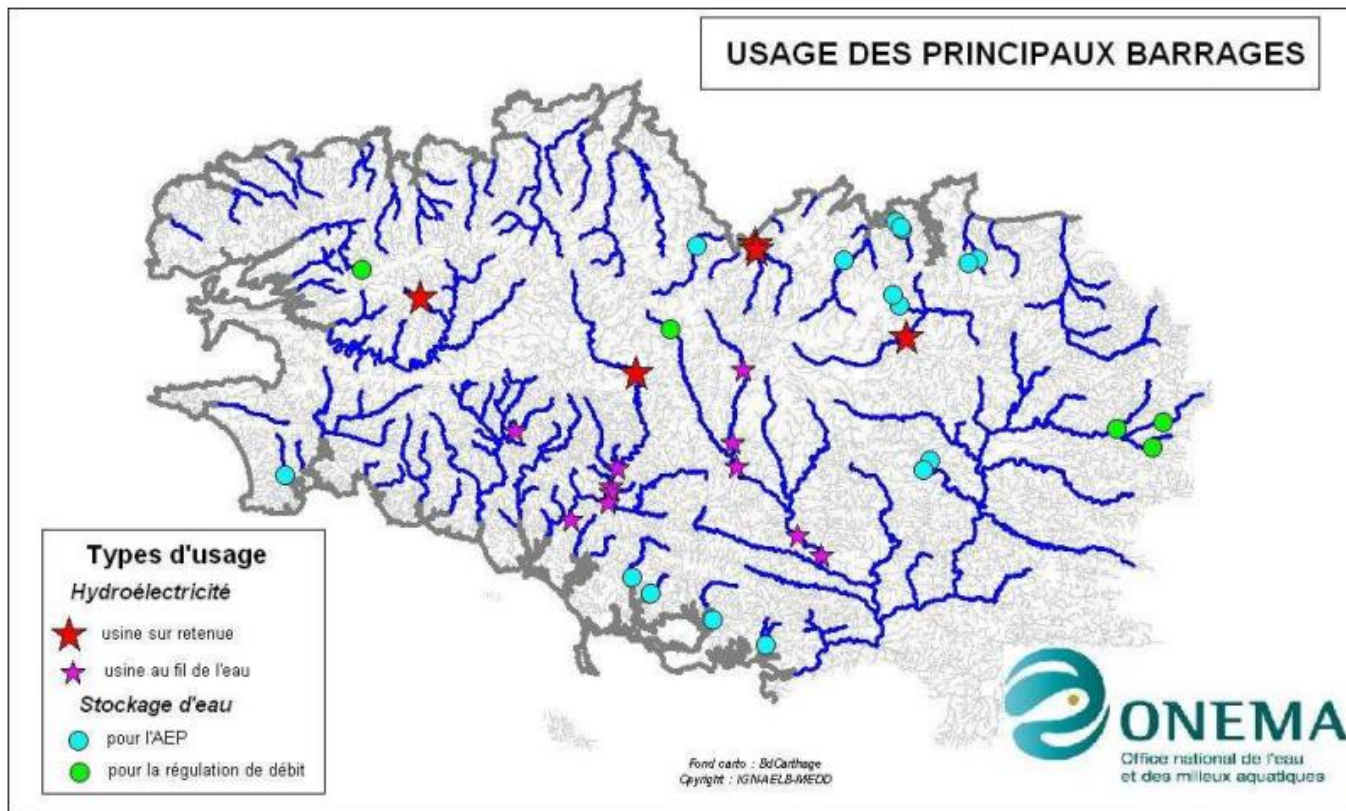 USAGE DES PRINCIPAUX BARRAGES
Types d'usage
Hydroélectricité
usine sur retenue
usine au fil de l'eau
Stockage d'eau
pour l'AEP
pour la régulation de débit
Fond carto : BdCarthage
Cpyright : IGN-AELB-MEDD
ONEMA
Office national de l'eau
et des milieux aquatiques